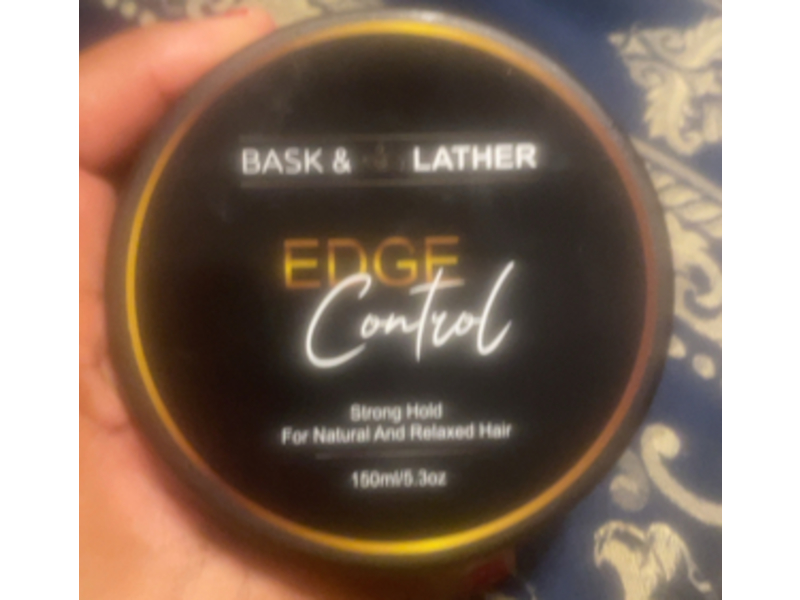 BASK & LATHER
EDGE
Control
Strong Hold
For Natural And Relaxed Hair
150ml/5.3oz